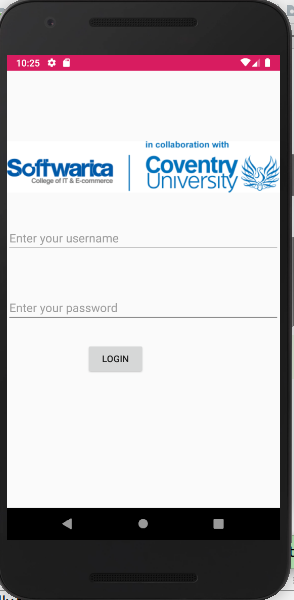 10:25
in collaboration with
Softwarica Coventry
College of IT & E-commerce University
Enter your username
Enter your password
LOGIN